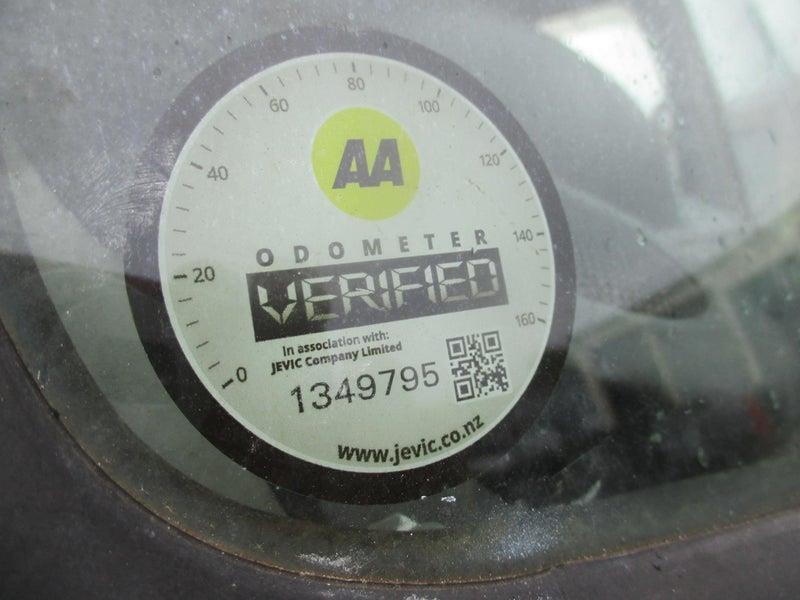 0
20
40
60
80
100
120
140
160
AA
ODOMETER
VERIFIED
In association with:
JEVIC Company Limited
1349795
www.jevic.co.nz